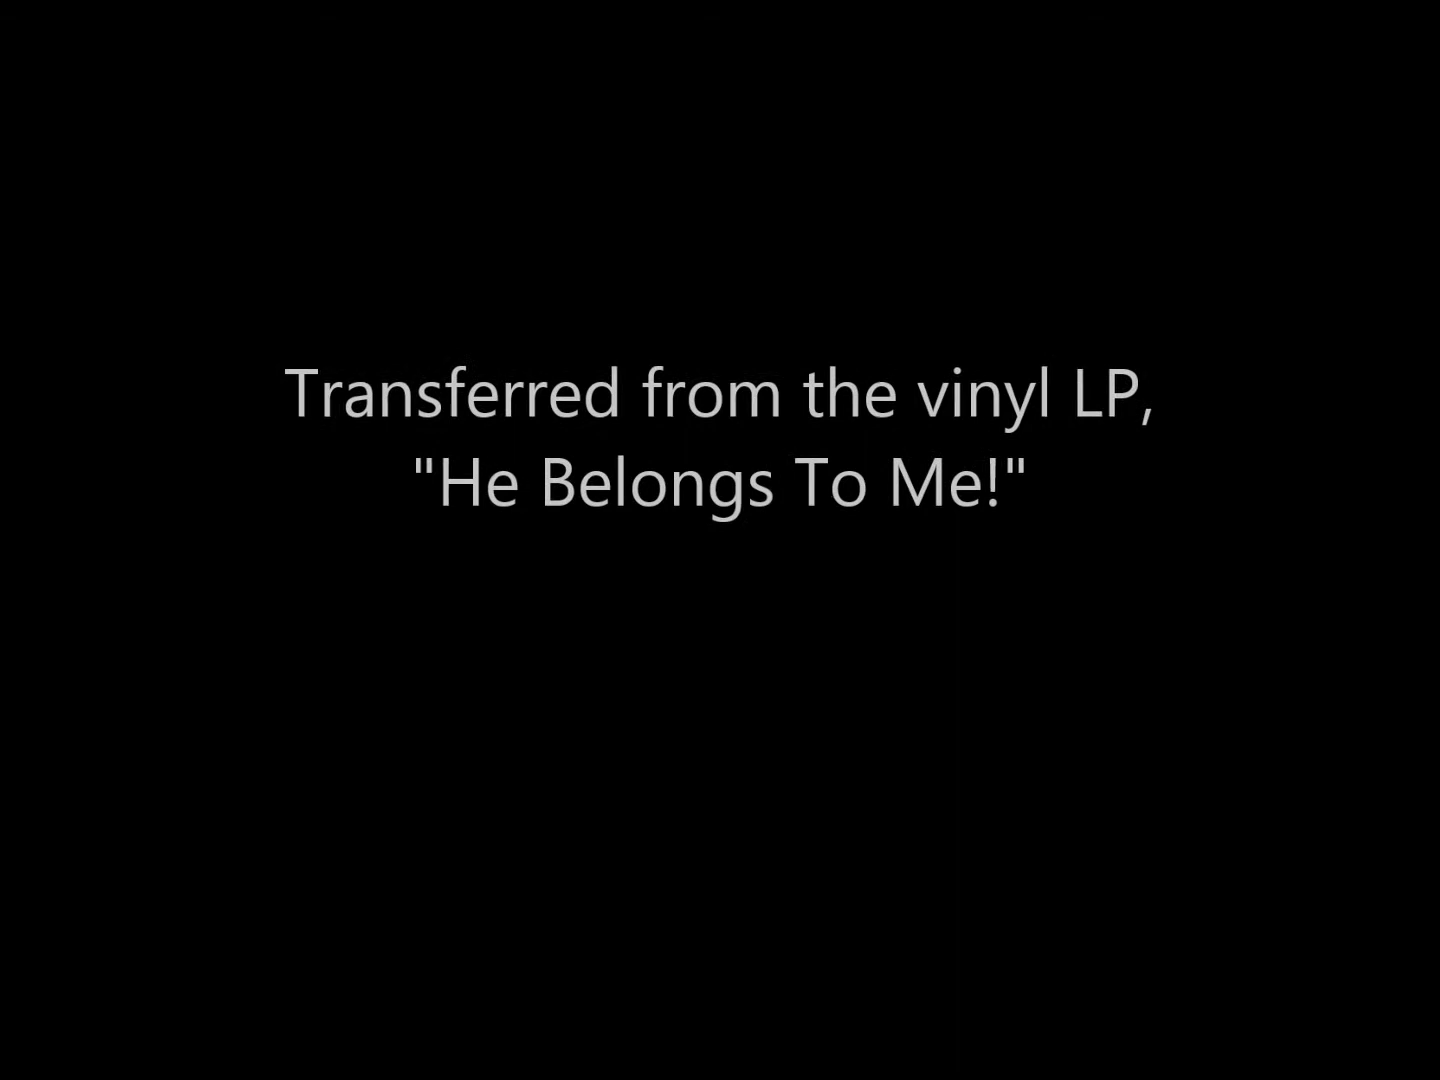 Transferred from the vinyl LP,
"He Belongs To Me!"